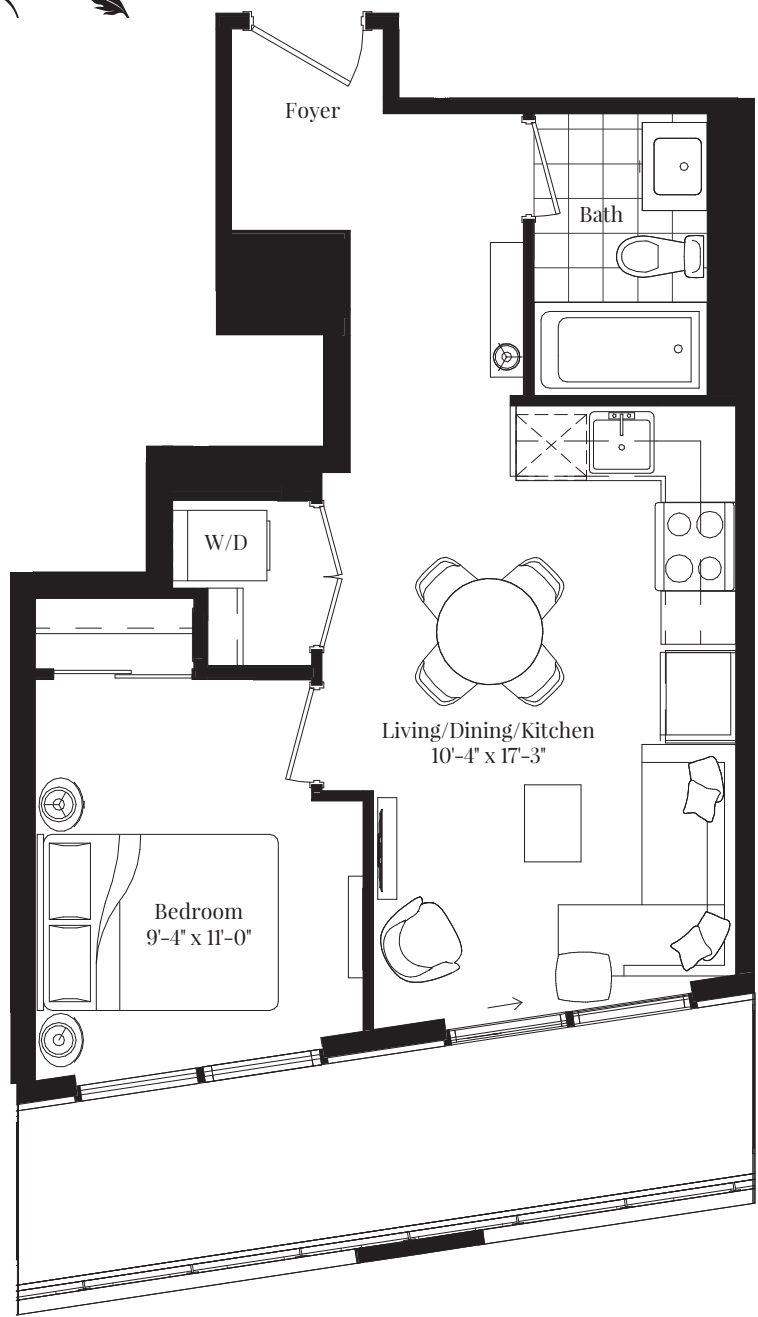 Foyer
Bath
W/D
Living/Dining/Kitchen
10'-4" x 17'-3"
Bedroom
9'-4" x 11'-0"